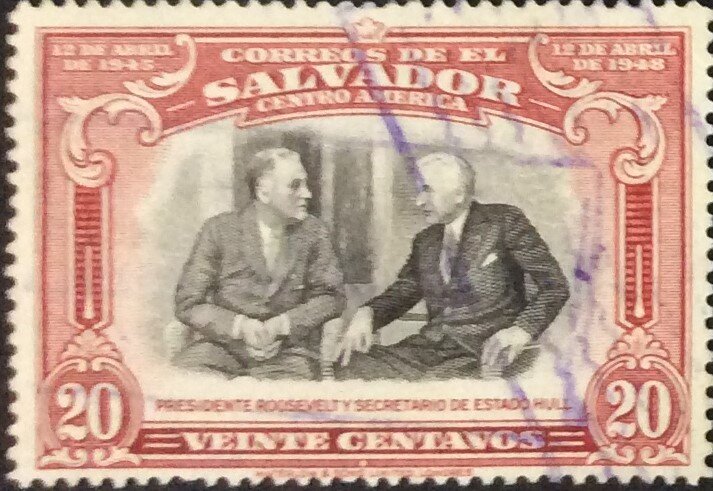 12 DE ABRIL
DE 1945
CORREOS DE EL
SALVADOR
CENTRO AMERICA
12 DE ABRIL
DE 1948
PRESIDENTE ROOSEVELT Y SECRETARIO DE ESTADO HULL
20
VEINTE CENTAVOS
20